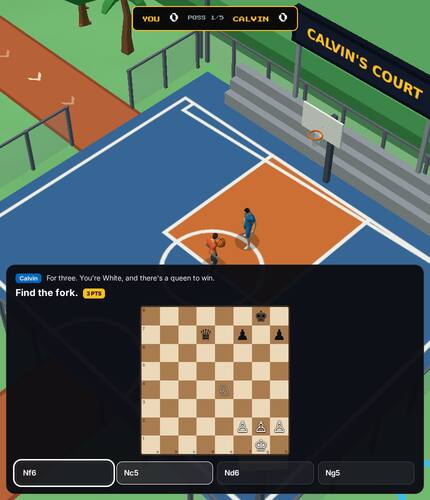 YOU 0 POSS 1/5 CALVIN 0
CALVIN'S COURT
Calvin For three. You're White, and there's a queen to win.
Find the fork. 3 PTS
Nf6 Nc5 Nd6 Ng5